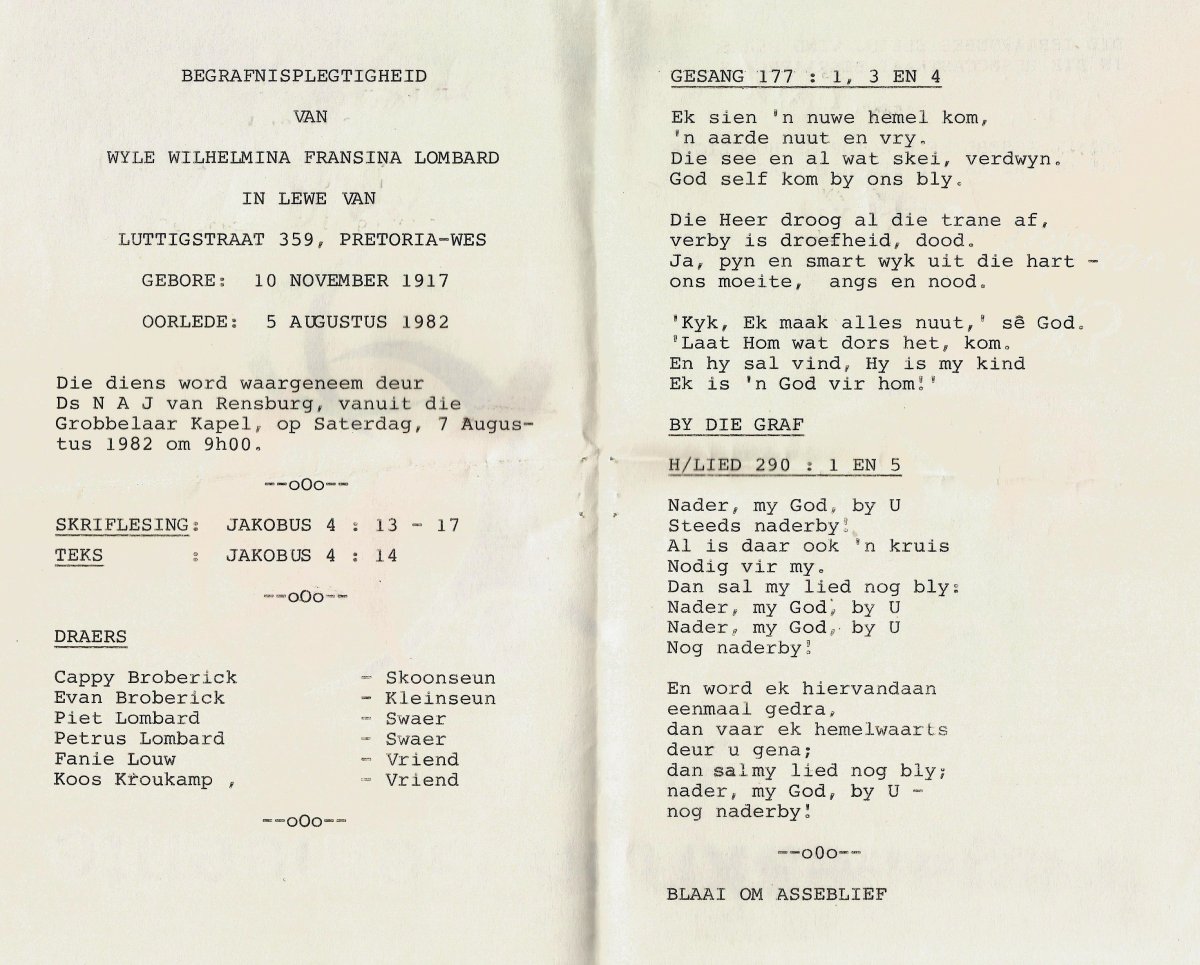 BEGRAFNISPLEGTIGHEID
VAN
WYLE WILHELMINA FRANSINA LOMBARD
IN LEWE VAN
LUTTIGSTRAAT 359, PRETORIA-WES
GEBORE: 10 NOVEMBER 1917
OORLEDE: 5 AUGUSTUS 1982
Die diens word waargeneem deur
Ds N A J van Rensburg, vanuit die
Grobbelaar Kapel, op Saterdag, 7 Augus-
tus 1982 om 9h00.
--oOo--
SKRIFLESING: JAKOBUS 4 : 13 - 17
TEKS : JAKOBUS 4 : 14
--oOo--
DRAERS
Cappy Broberick - Skoonseun
Evan Broberick - Kleinseun
Piet Lombard - Swaer
Petrus Lombard - Swaer
Fanie Louw - Vriend
Koos Kroukamp , - Vriend
--oOo--
GESANG 177 : 1, 3 EN 4
Ek sien 'n nuwe hemel kom,
'n aarde nuut en vry.
Die see en al wat skei, verdwyn.
God self kom by ons bly.
Die Heer droog al die trane af,
verby is droefheid, dood.
Ja, pyn en smart wyk uit die hart -
ons moeite, angs en nood.
'Kyk, Ek maak alles nuut,' sê God.
'Laat Hom wat dors het, kom.
En hy sal vind, Hy is my kind
Ek is 'n God vir hom!'
BY DIE GRAF
H/LIED 290 : 1 EN 5
Nader, my God, by U
Steeds naderby!
Al is daar ook 'n kruis
Nodig vir my.
Dan sal my lied nog bly:
Nader, my God, by U
Nader, my God, by U
Nog naderby!
En word ek hiervandaan
eenmaal gedra,
dan vaar ek hemelwaarts
deur u gena;
dan salmy lied nog bly;
nader, my God, by U -
nog naderby!
--oOo--
BLAAI OM ASSEBLIEF